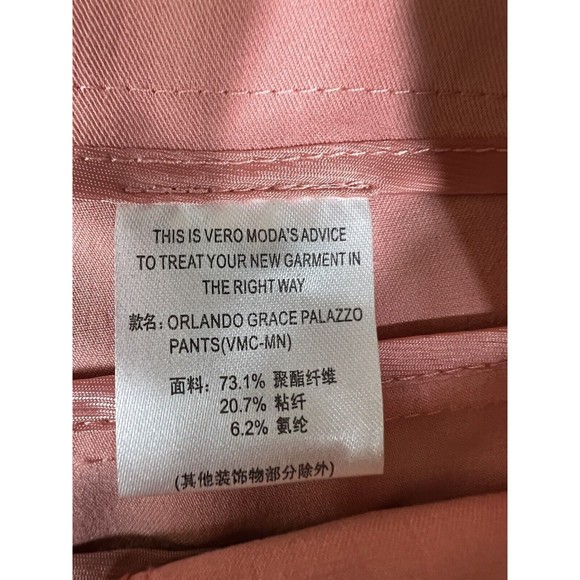 THIS IS VERO MODA'S ADVICE
TO TREAT YOUR NEW GARMENT IN
THE RIGHT WAY
款名: ORLANDO GRACE PALAZZO
PANTS(VMC-MN)
面料: 73.1% 聚酯纤维
20.7% 粘纤
6.2% 氨纶
(其他装饰物部分除外)